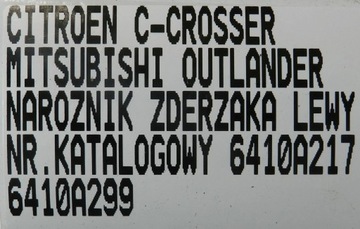 CITROEN C-CROSSER
MITSUBISHI OUTLANDER
NAROZNIK ZDERZAKA LEWY
NR.KATALOGOWY 6410A217
6410A299